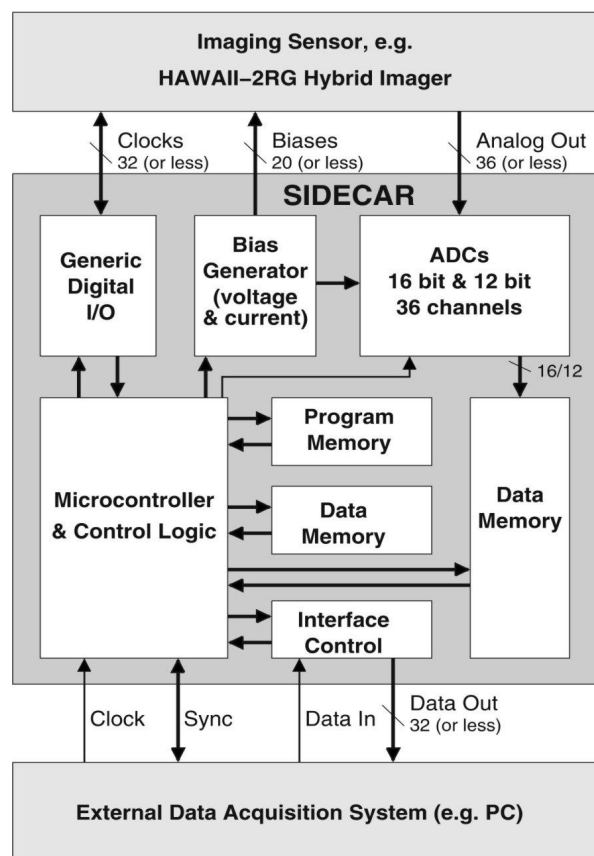 Imaging Sensor, e.g.
HAWAII–2RG Hybrid Imager
Clocks
32 (or less)
Biases
20 (or less)
Analog Out
36 (or less)
SIDECAR
Generic
Digital
I/O
Bias
Generator
(voltage
& current)
ADCs
16 bit & 12 bit
36 channels
16/12
Microcontroller
& Control Logic
Program
Memory
Data
Memory
Data
Memory
Interface
Control
Clock
Sync
Data In
Data Out
32 (or less)
External Data Acquisition System (e.g. PC)